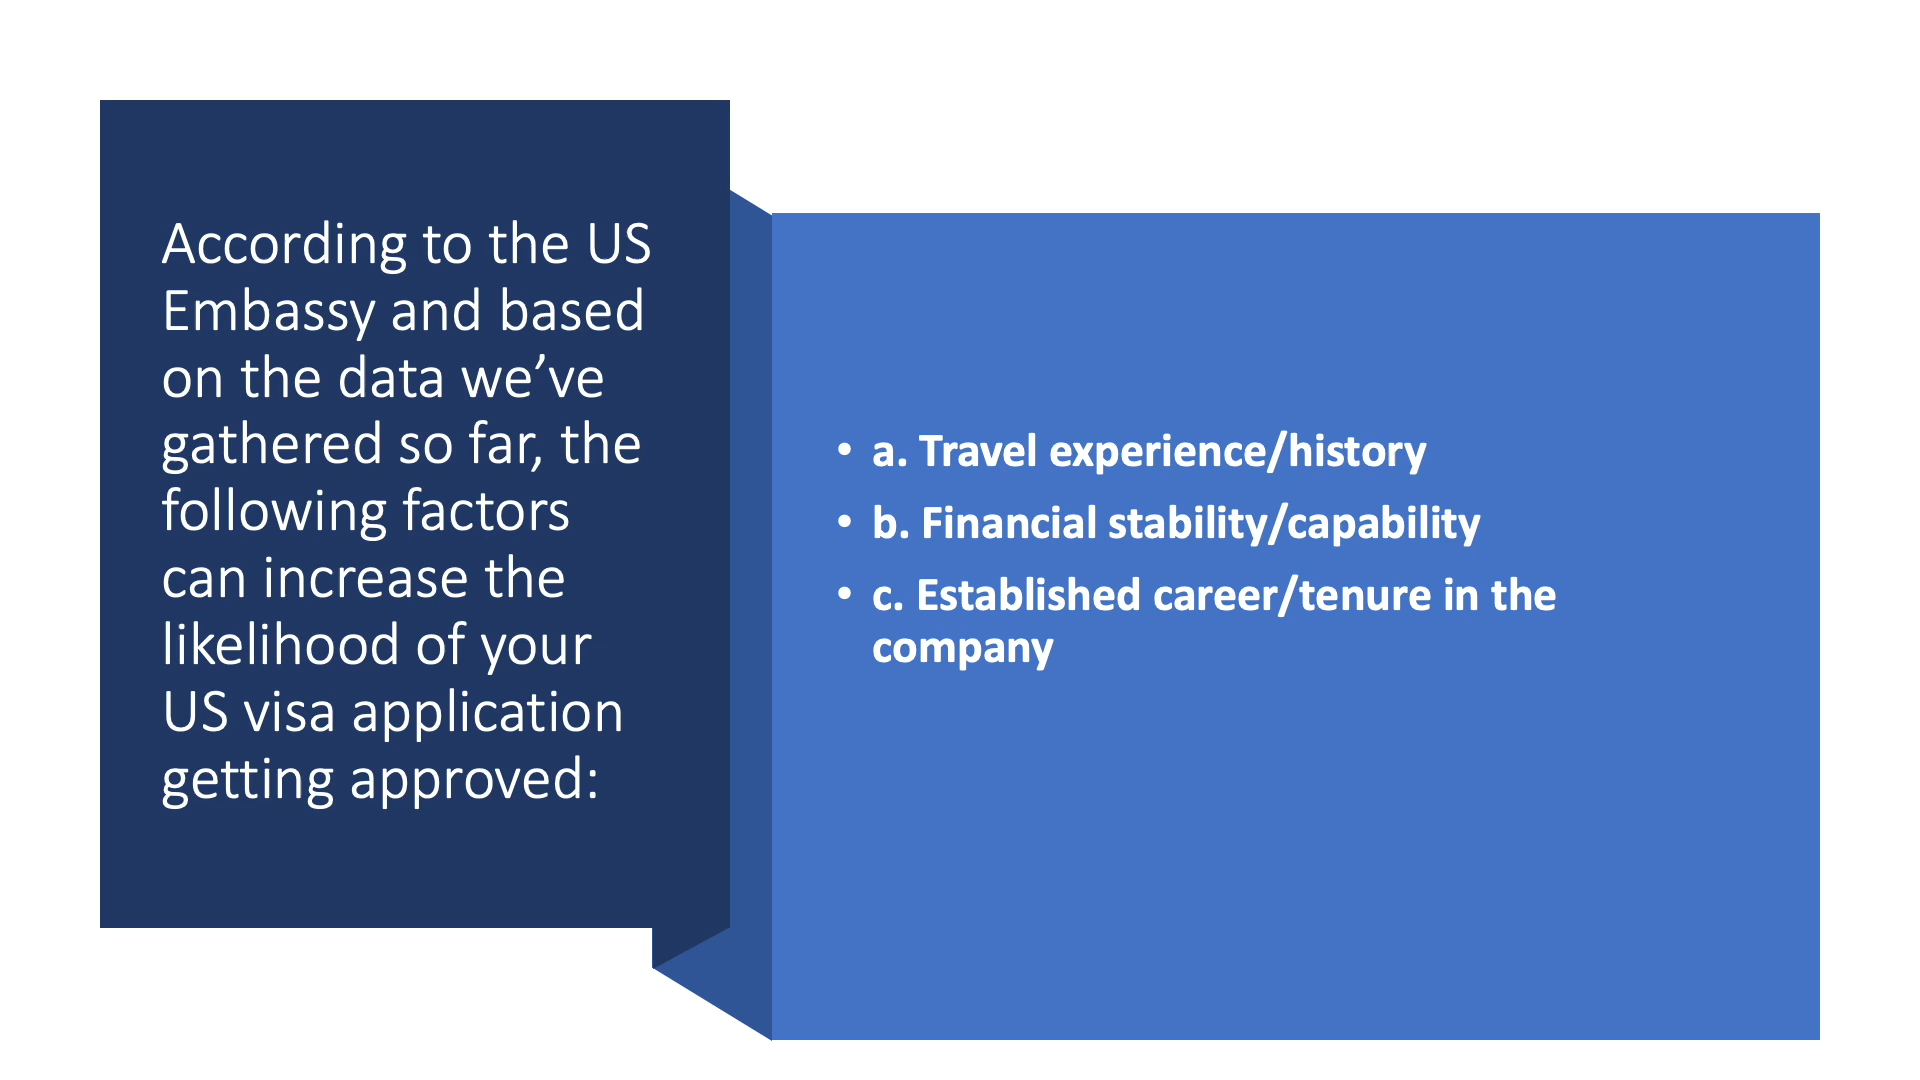 According to the US
Embassy and based
on the data we’ve
gathered so far, the
following factors
can increase the
likelihood of your
US visa application
getting approved:
• a. Travel experience/history
• b. Financial stability/capability
• c. Established career/tenure in the
company